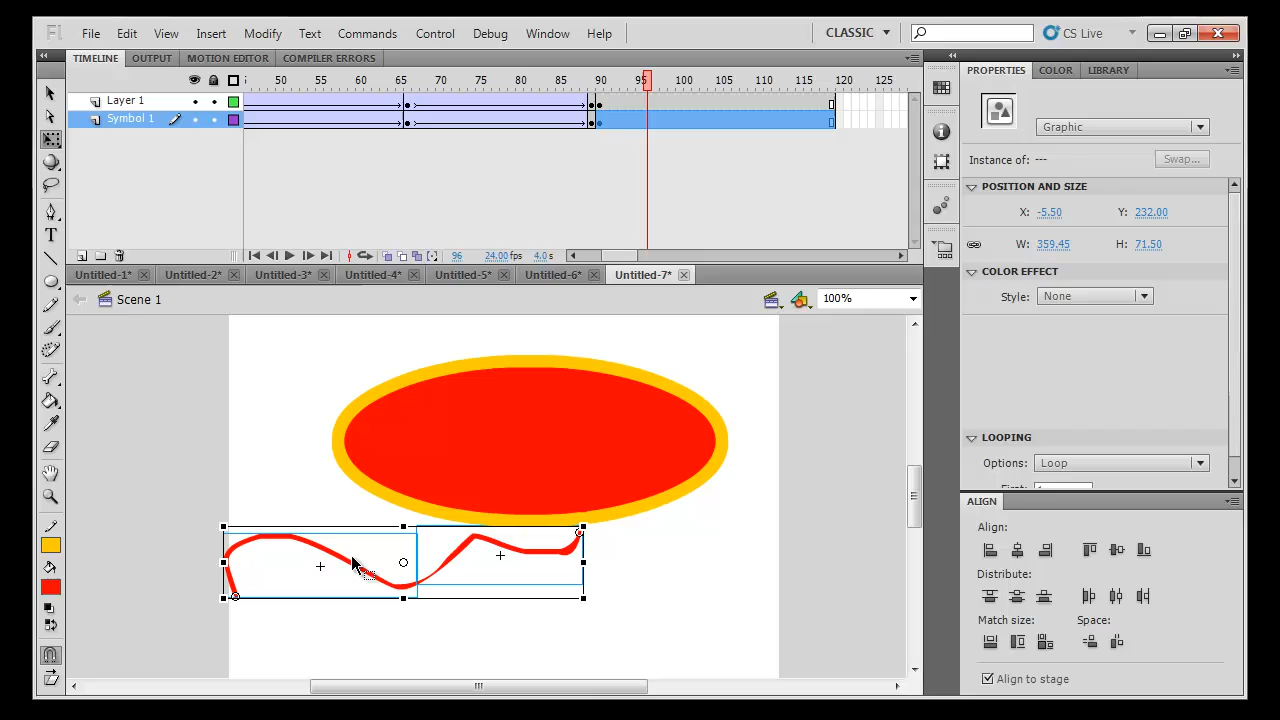 Fl File Edit View Insert Modify Text Commands Control Debug Window Help CLASSIC CS Live
TIMELINE OUTPUT MOTION EDITOR COMPILER ERRORS
PROPERTIES COLOR LIBRARY
50 55 60 65 70 75 80 85 90 95 100 105 110 115 120 125
Layer 1
Symbol 1
Graphic
Instance of: --- Swap...
POSITION AND SIZE
X: -5.50 Y: 232.00
W: 359.45 H: 71.50
96 24.00 fps 4.0 s
Untitled-1* Untitled-2* Untitled-3* Untitled-4* Untitled-5* Untitled-6* Untitled-7*
COLOR EFFECT
Style: None
Scene 1 100%
LOOPING
Options: Loop
ALIGN
Align:
Distribute:
Match size: Space:
Align to stage